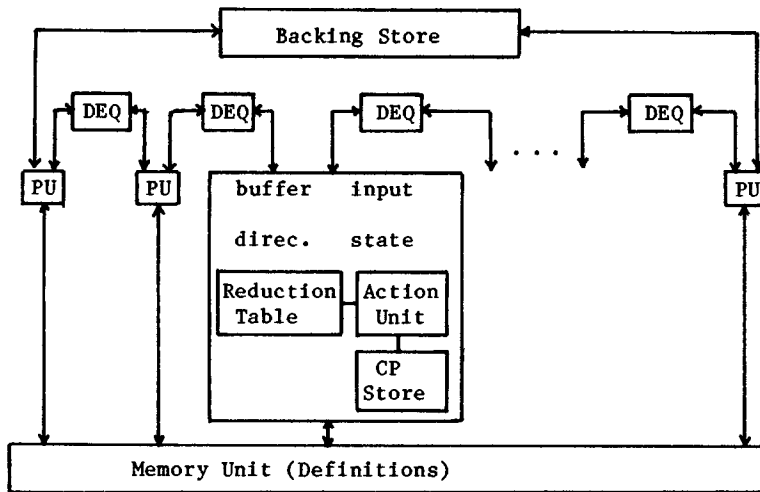 Backing Store
DEQ DEQ DEQ DEQ
. . .
PU PU PU
buffer input
direc. state
Reduction Table
Action Unit
CP Store
Memory Unit (Definitions)